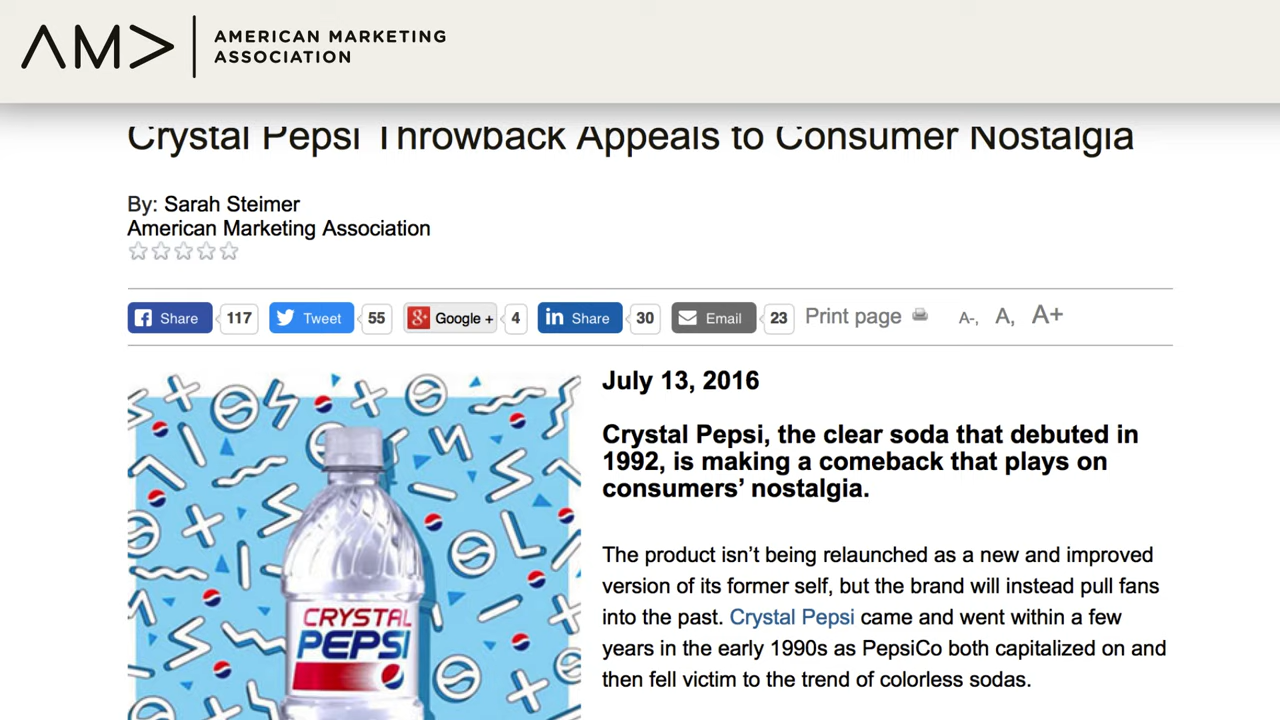 AMA
AMERICAN MARKETING
ASSOCIATION
Crystal Pepsi Throwback Appeals to Consumer Nostalgia
By: Sarah Steimer
American Marketing Association
Share 117 Tweet 55 Google + 4 in Share 30 Email 23 Print page A-, A, A+
July 13, 2016
Crystal Pepsi, the clear soda that debuted in
1992, is making a comeback that plays on
consumers’ nostalgia.
The product isn’t being relaunched as a new and improved
version of its former self, but the brand will instead pull fans
into the past. Crystal Pepsi came and went within a few
years in the early 1990s as PepsiCo both capitalized on and
then fell victim to the trend of colorless sodas.
CRYSTAL
PEPSI